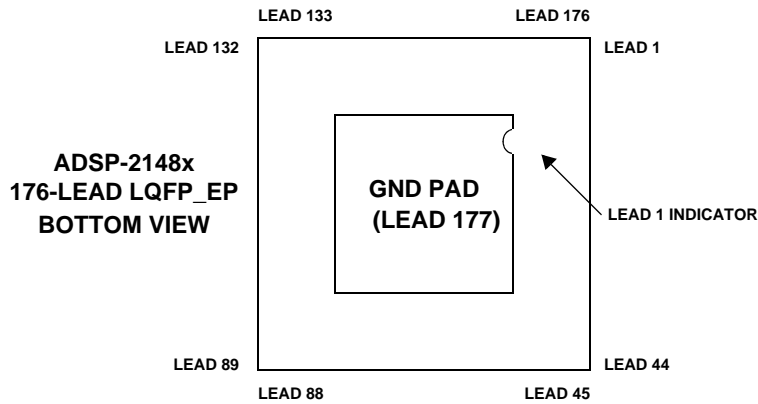 LEAD 133
LEAD 176
LEAD 132
LEAD 1
ADSP-2148x
176-LEAD LQFP_EP
BOTTOM VIEW
GND PAD
(LEAD 177)
LEAD 1 INDICATOR
LEAD 89
LEAD 44
LEAD 88
LEAD 45